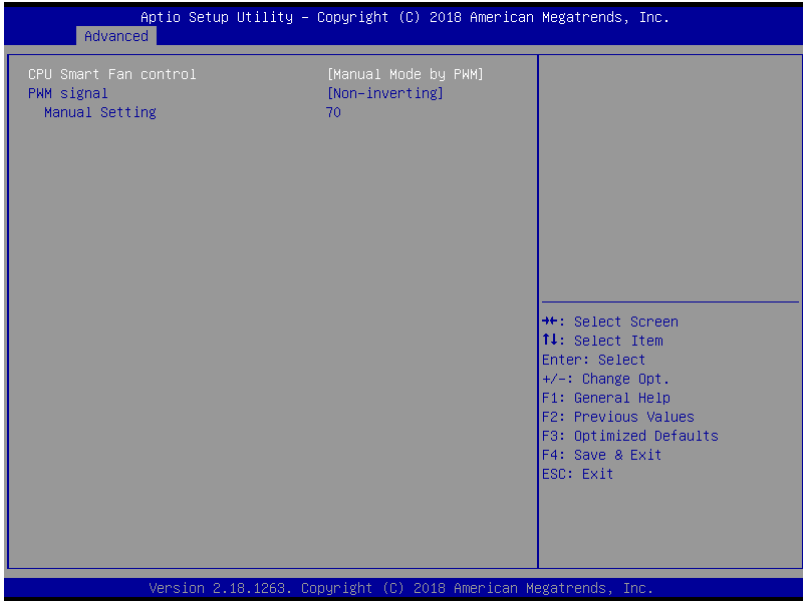 Aptio Setup Utility – Copyright (C) 2018 American Megatrends, Inc.
Advanced
CPU Smart Fan control [Manual Mode by PWM]
PWM signal [Non-inverting]
Manual Setting 70
→←: Select Screen
↑↓: Select Item
Enter: Select
+/-: Change Opt.
F1: General Help
F2: Previous Values
F3: Optimized Defaults
F4: Save & Exit
ESC: Exit
Version 2.18.1263. Copyright (C) 2018 American Megatrends, Inc.